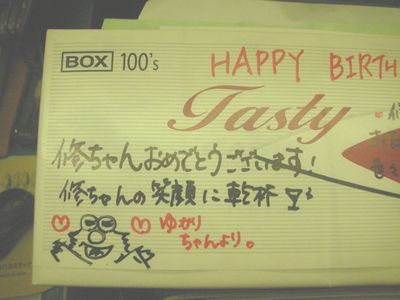 BOX 100's
HAPPY BIRTH
Tasty
修ちゃんおめでとうございます!
修ちゃんの笑顔に乾杯
ゆかり
ちゃんより。